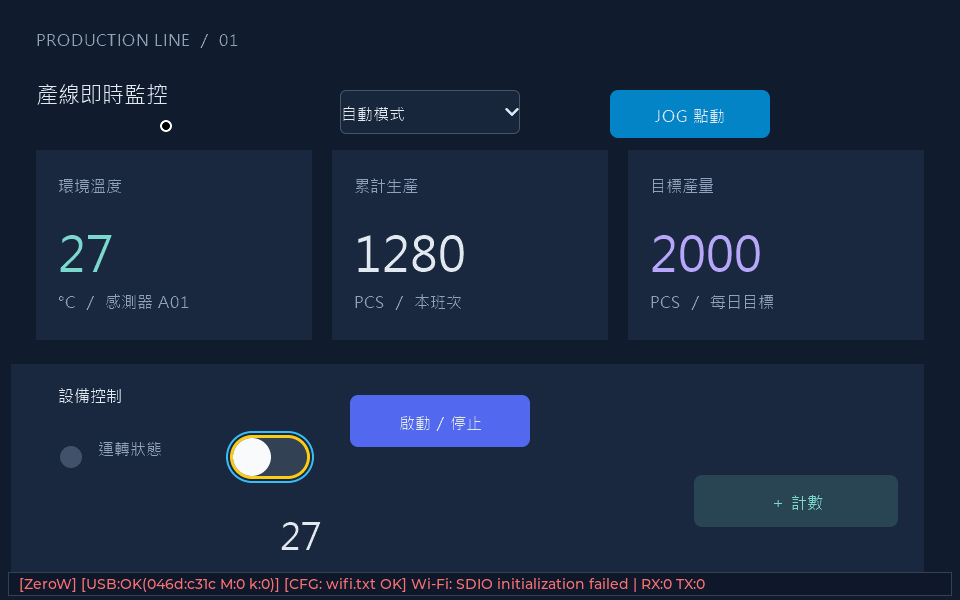 PRODUCTION LINE / 01
產線即時監控
自動模式
JOG 點動
環境溫度
累計生產
目標產量
27
1280
2000
°C / 感測器 A01
PCS / 本班次
PCS / 每日目標
設備控制
啟動 / 停止
運轉狀態
+ 計數
27
[ZeroW] [USB:OK(046d:c31c M:0 k:0)] [CFG: wifi.txt OK] Wi-Fi: SDIO initialization failed | RX:0 TX:0